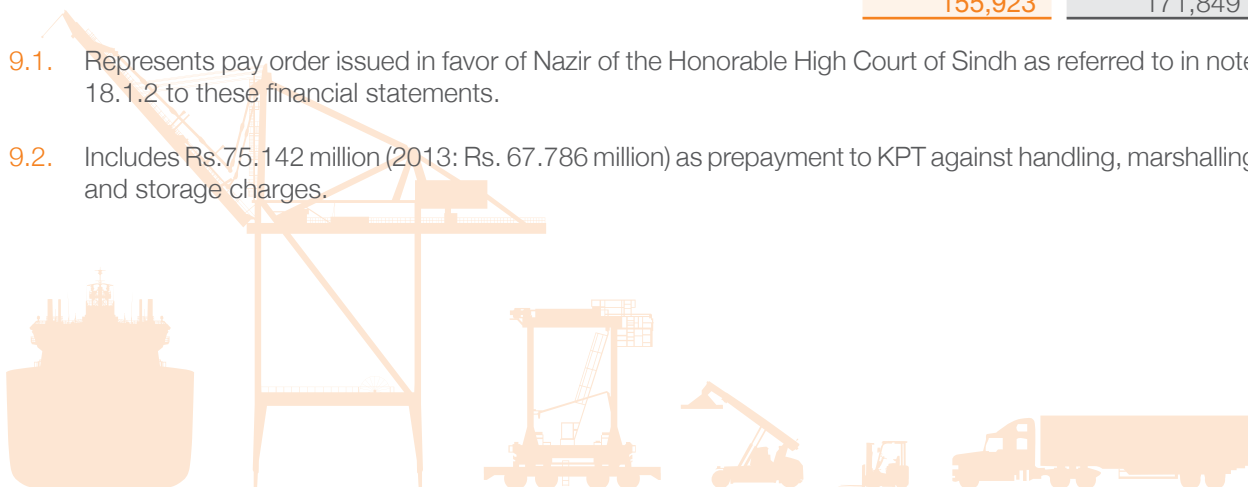 155,923 171,849
9.1. Represents pay order issued in favor of Nazir of the Honorable High Court of Sindh as referred to in note
18.1.2 to these financial statements.
9.2. Includes Rs.75.142 million (2013: Rs. 67.786 million) as prepayment to KPT against handling, marshalling
and storage charges.